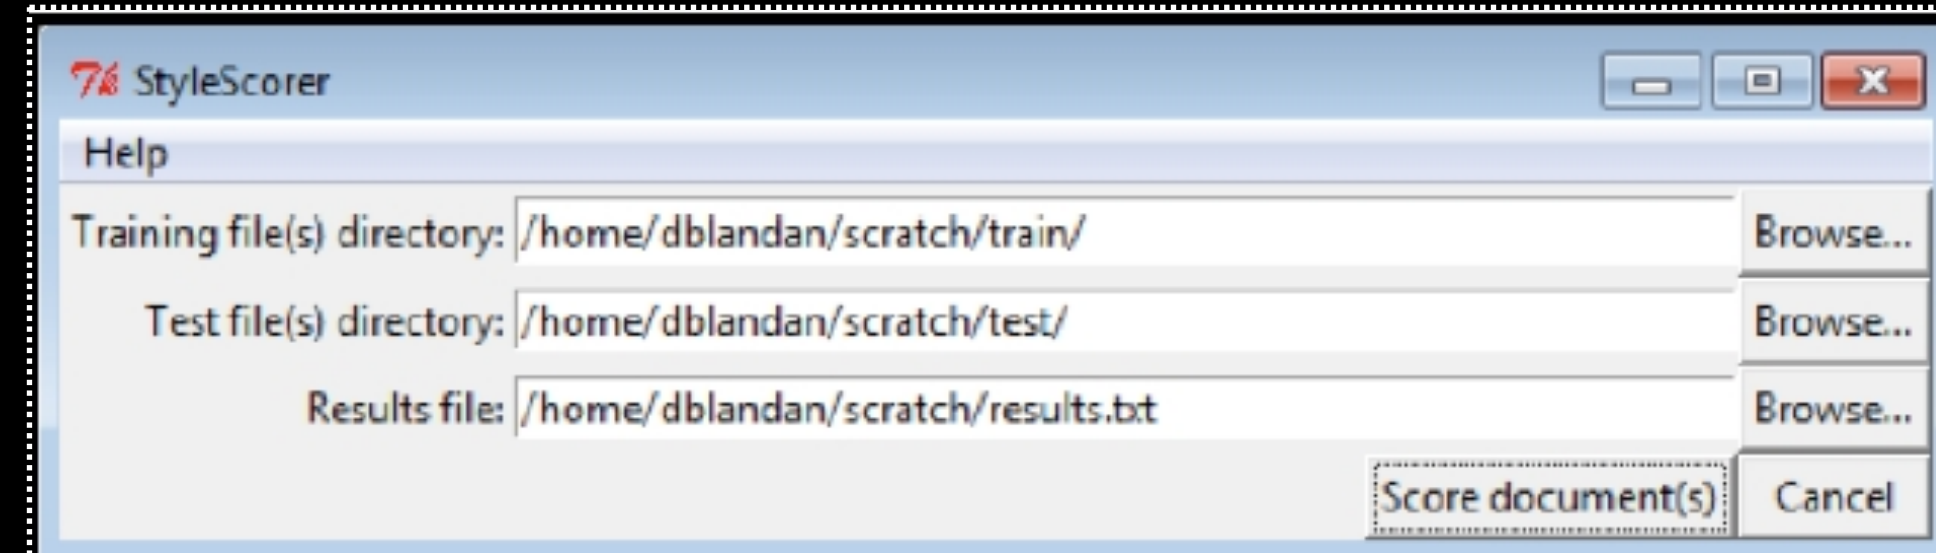 StyleScorer
Help
Training file(s) directory: /home/dblandan/scratch/train/ Browse...
Test file(s) directory: /home/dblandan/scratch/test/ Browse...
Results file: /home/dblandan/scratch/results.txt Browse...
Score document(s) Cancel